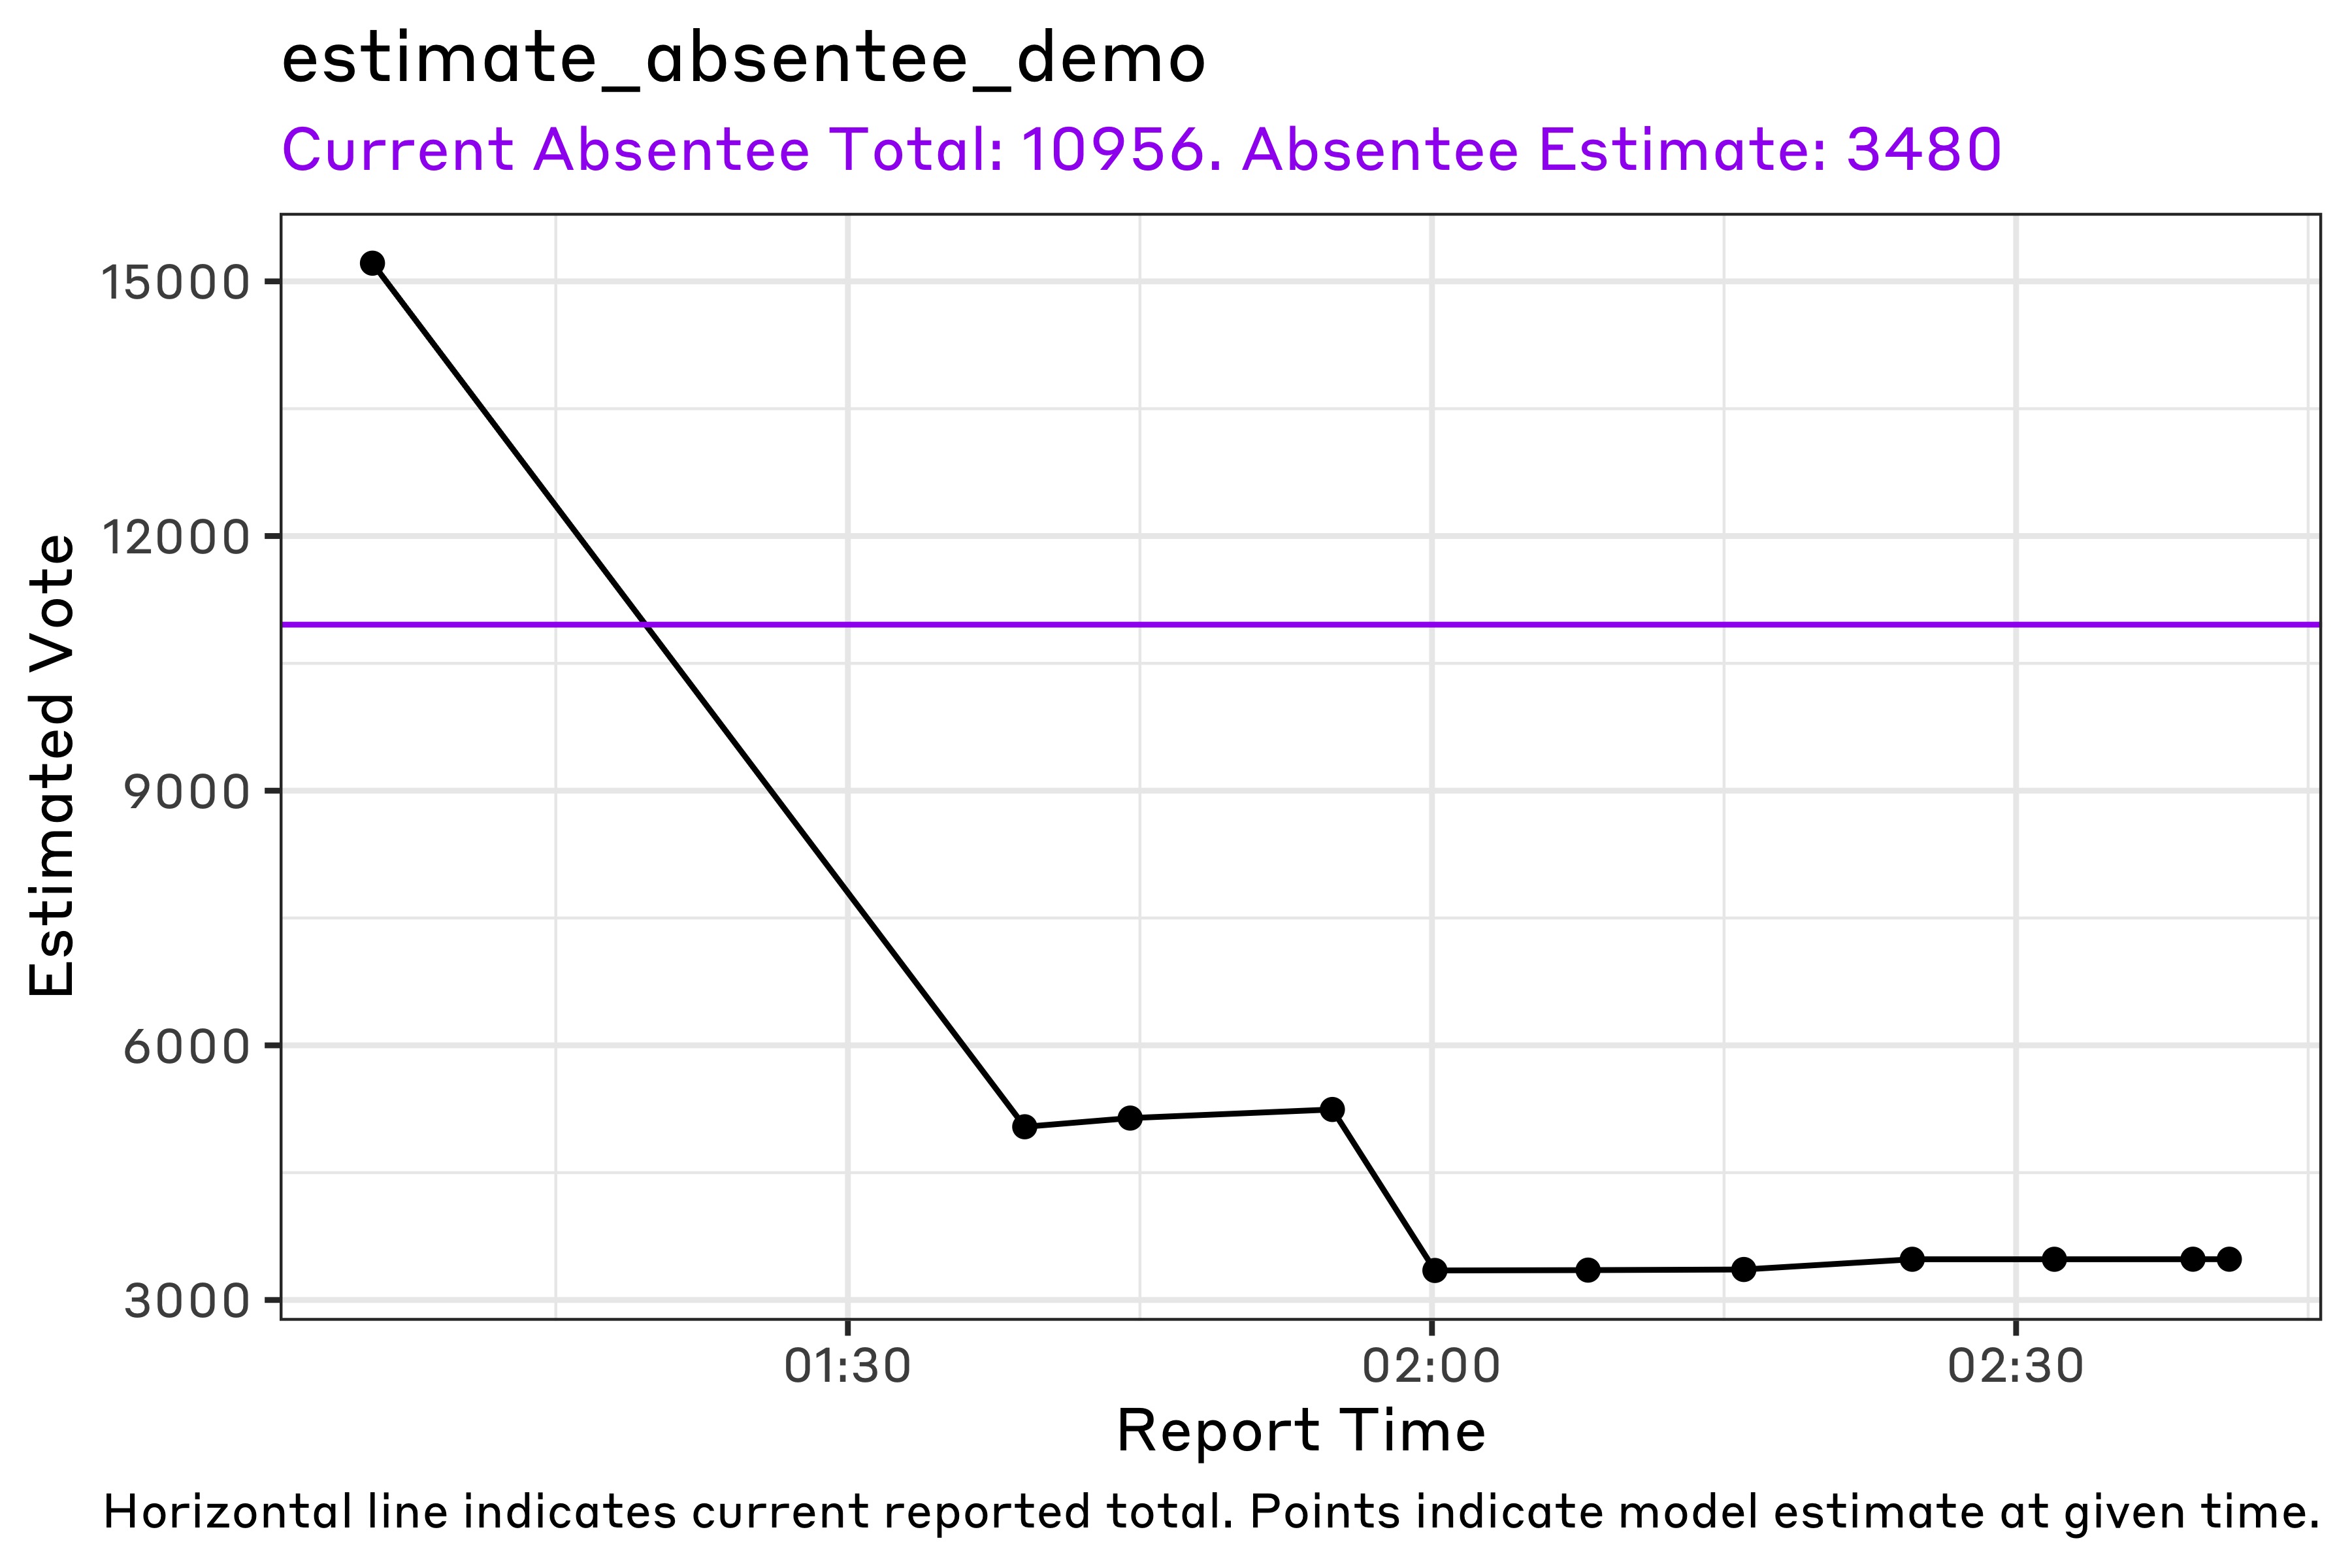 estimate_absentee_demo
Current Absentee Total: 10956. Absentee Estimate: 3480
Estimated Vote
15000
12000
9000
6000
3000
01:30 02:00 02:30
Report Time
Horizontal line indicates current reported total. Points indicate model estimate at given time.